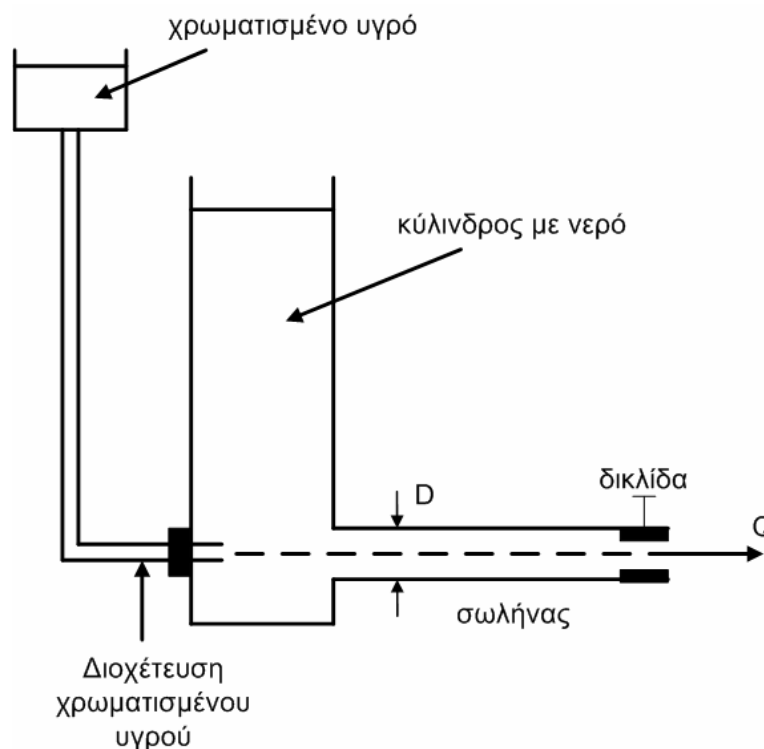 χρωματισμένο υγρό
κύλινδρος με νερό
δικλίδα
D
Q
σωλήνας
Διοχέτευση
χρωματισμένου
υγρού